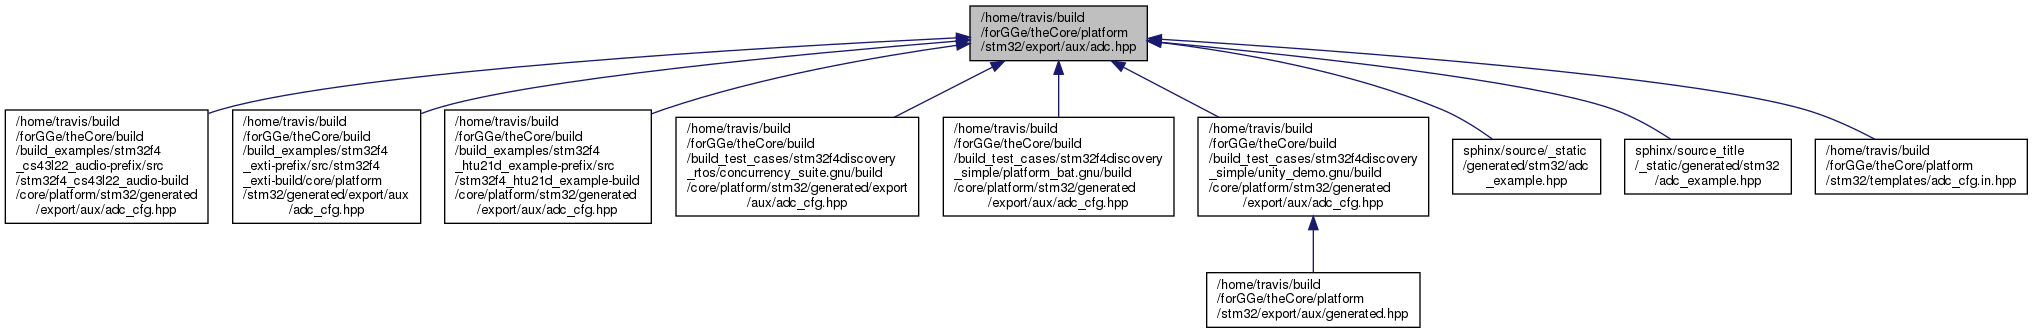 /home/travis/build
/forGGe/theCore/platform
/stm32/export/aux/adc.hpp
/home/travis/build
/forGGe/theCore/build
/build_examples/stm32f4
_cs43l22_audio-prefix/src
/stm32f4_cs43l22_audio-build
/core/platform/stm32/generated
/export/aux/adc_cfg.hpp
/home/travis/build
/forGGe/theCore/build
/build_examples/stm32f4
_exti-prefix/src/stm32f4
_exti-build/core/platform
/stm32/generated/export/aux
/adc_cfg.hpp
/home/travis/build
/forGGe/theCore/build
/build_examples/stm32f4
_htu21d_example-prefix/src
/stm32f4_htu21d_example-build
/core/platform/stm32/generated
/export/aux/adc_cfg.hpp
/home/travis/build
/forGGe/theCore/build
/build_test_cases/stm32f4discovery
_rtos/concurrency_suite.gnu/build
/core/platform/stm32/generated/export
/aux/adc_cfg.hpp
/home/travis/build
/forGGe/theCore/build
/build_test_cases/stm32f4discovery
_simple/platform_bat.gnu/build
/core/platform/stm32/generated
/export/aux/adc_cfg.hpp
/home/travis/build
/forGGe/theCore/build
/build_test_cases/stm32f4discovery
_simple/unity_demo.gnu/build
/core/platform/stm32/generated
/export/aux/adc_cfg.hpp
sphinx/source/_static
/generated/stm32/adc
_example.hpp
sphinx/source_title
/_static/generated/stm32
/adc_example.hpp
/home/travis/build
/forGGe/theCore/platform
/stm32/templates/adc_cfg.in.hpp
/home/travis/build
/forGGe/theCore/platform
/stm32/export/aux/generated.hpp